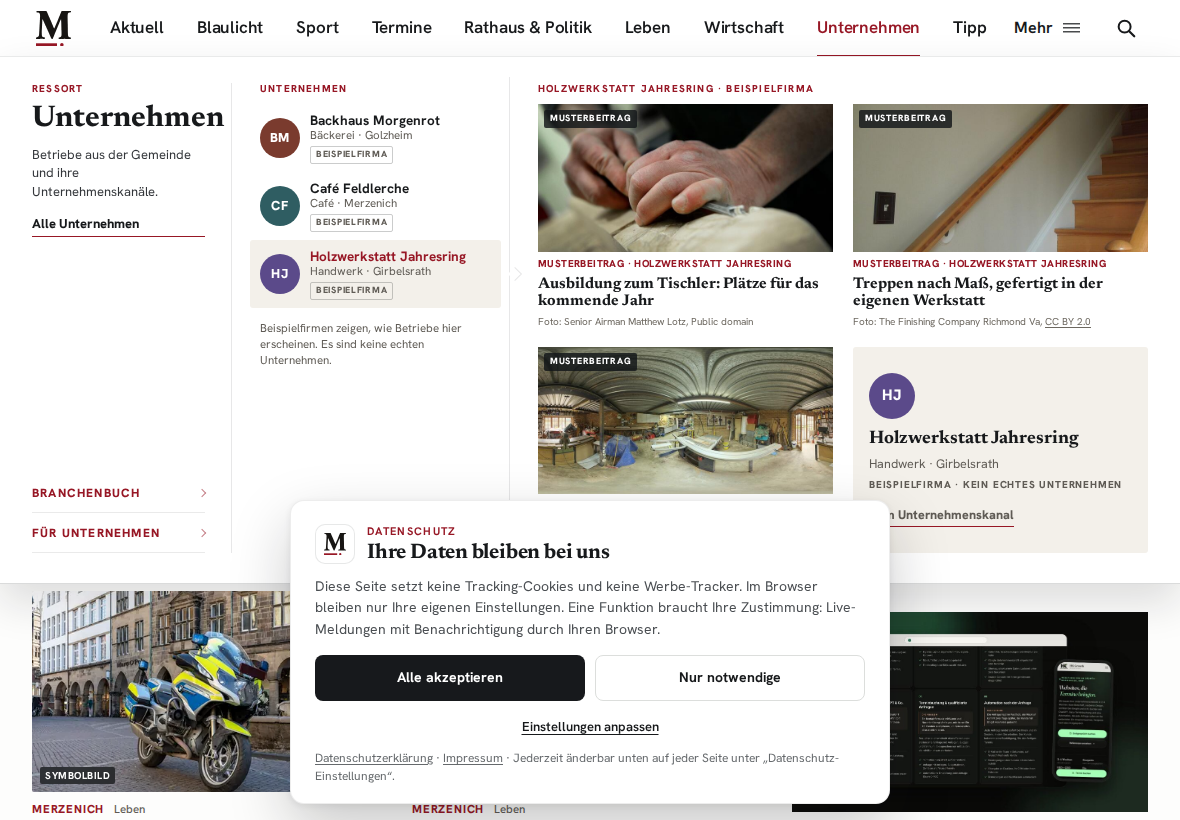 M.
Aktuell
Blaulicht
Sport
Termine
Rathaus & Politik
Leben
Wirtschaft
Unternehmen
Tipp
Mehr
RESSORT
Unternehmen
Betriebe aus der Gemeinde
und ihre
Unternehmenskanäle.
Alle Unternehmen
BRANCHENBUCH
FÜR UNTERNEHMEN
UNTERNEHMEN
BM
Backhaus Morgenrot
Bäckerei · Golzheim
BEISPIELFIRMA
CF
Café Feldlerche
Café · Merzenich
BEISPIELFIRMA
HJ
Holzwerkstatt Jahresring
Handwerk · Girbelsrath
BEISPIELFIRMA
Beispielfirmen zeigen, wie Betriebe hier
erscheinen. Es sind keine echten
Unternehmen.
HOLZWERKSTATT JAHRESRING · BEISPIELFIRMA
MUSTERBEITRAG
MUSTERBEITRAG · HOLZWERKSTATT JAHRESRING
Ausbildung zum Tischler: Plätze für das
kommende Jahr
Foto: Senior Airman Matthew Lotz, Public domain
MUSTERBEITRAG
MUSTERBEITRAG · HOLZWERKSTATT JAHRESRING
Treppen nach Maß, gefertigt in der
eigenen Werkstatt
Foto: The Finishing Company Richmond Va, CC BY 2.0
MUSTERBEITRAG
HJ
Holzwerkstatt Jahresring
Handwerk · Girbelsrath
BEISPIELFIRMA · KEIN ECHTES UNTERNEHMEN
Unternehmenskanal
M.
DATENSCHUTZ
Ihre Daten bleiben bei uns
Diese Seite setzt keine Tracking-Cookies und keine Werbe-Tracker. Im Browser
bleiben nur Ihre eigenen Einstellungen. Eine Funktion braucht Ihre Zustimmung: Live-
Meldungen mit Benachrichtigung durch Ihren Browser.
Alle akzeptieren
Nur notwendige
Einstellungen anpassen
Datenschutzerklärung · Impressum · Jederzeit änderbar unten auf jeder Seite unter „Datenschutz-
Einstellungen“.
SYMBOLBILD
MERZENICH Leben
MERZENICH Leben